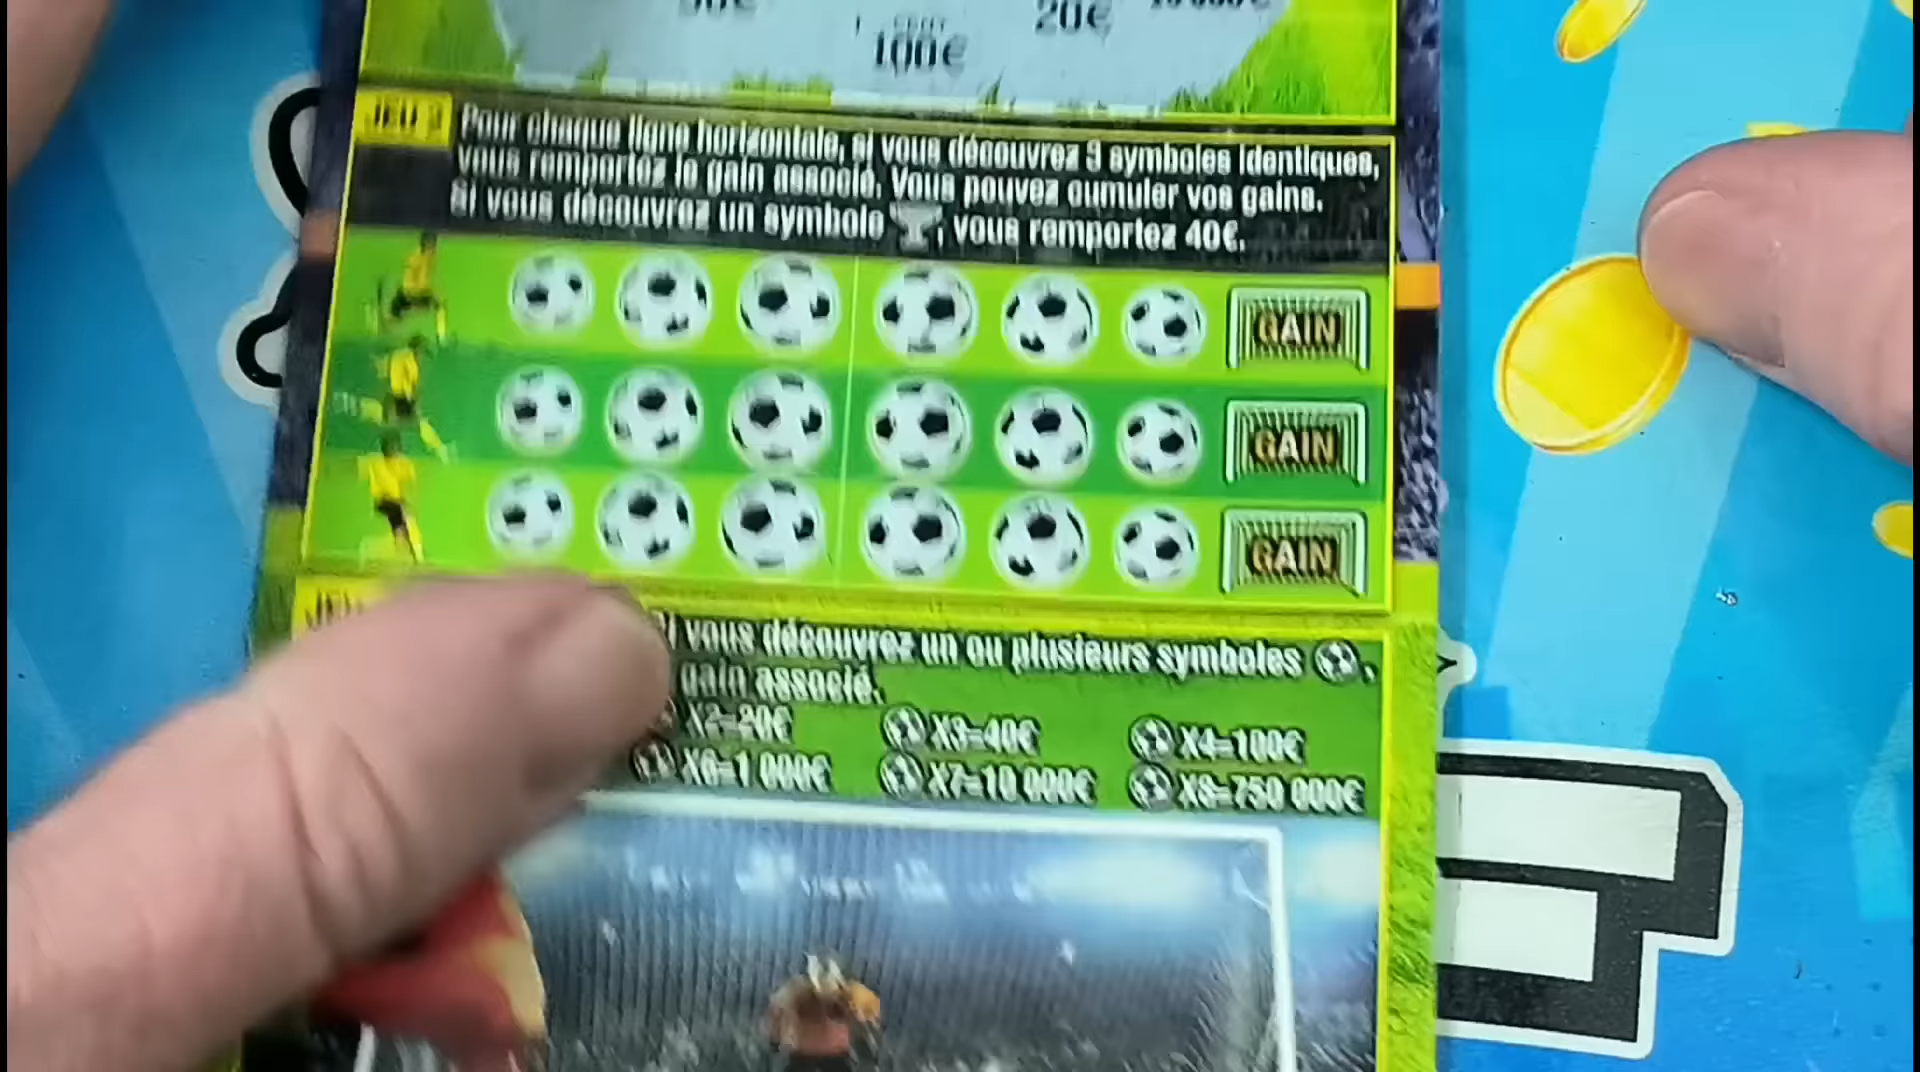 20€
100€
JEU 3
Pour chaque ligne horizontale, si vous découvrez 3 symboles identiques,
vous remportez le gain associé. Vous pouvez cumuler vos gains.
Si vous découvrez un symbole , vous remportez 40€.
GAIN
GAIN
GAIN
JEU
vous découvrez un ou plusieurs symboles ,
gain associé.
X2=20€ X3=40€ X4=100€
X6=1 000€ X7=10 000€ X8=750 000€